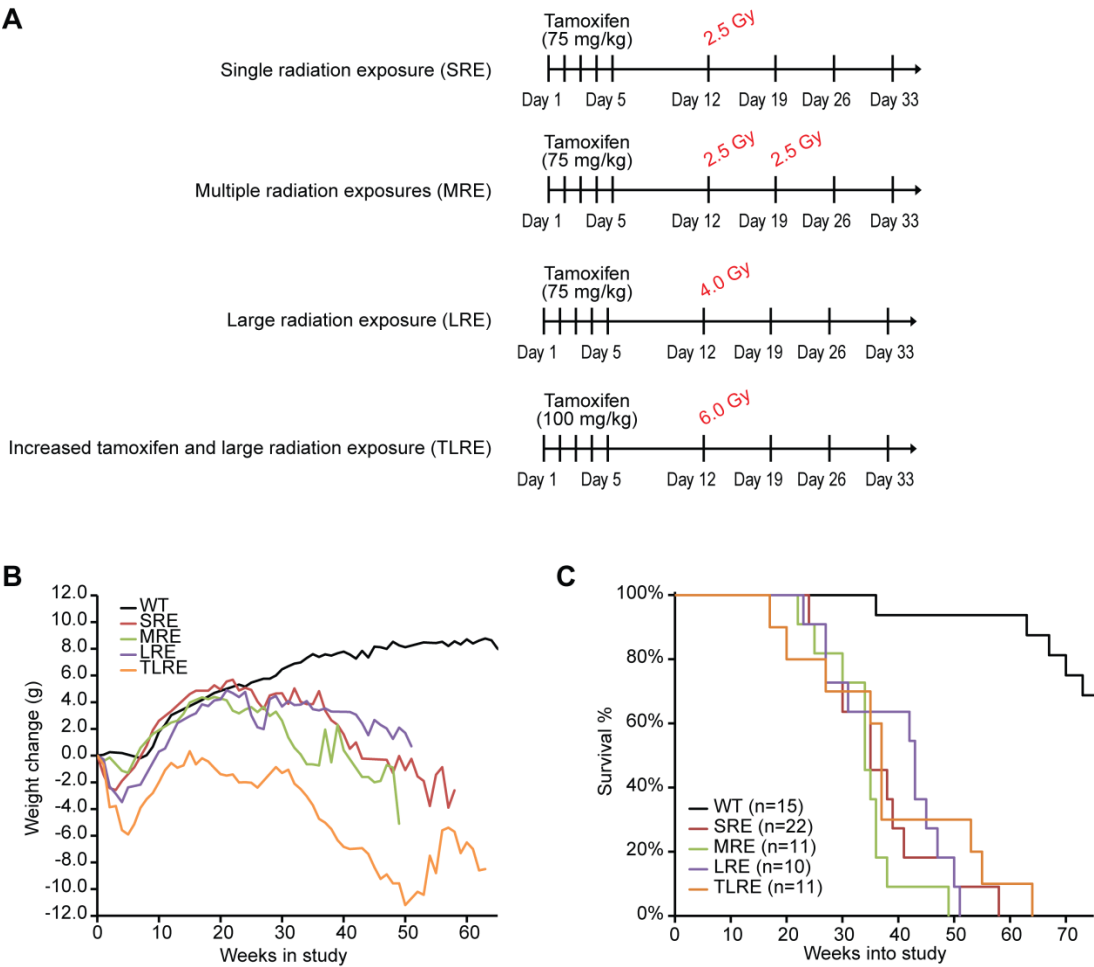 A
Tamoxifen
(75 mg/kg)
2.5 Gy
Single radiation exposure (SRE)
Day 1 Day 5 Day 12 Day 19 Day 26 Day 33
Tamoxifen
(75 mg/kg)
2.5 Gy 2.5 Gy
Multiple radiation exposures (MRE)
Day 1 Day 5 Day 12 Day 19 Day 26 Day 33
Tamoxifen
(75 mg/kg)
4.0 Gy
Large radiation exposure (LRE)
Day 1 Day 5 Day 12 Day 19 Day 26 Day 33
Tamoxifen
(100 mg/kg)
6.0 Gy
Increased tamoxifen and large radiation exposure (TLRE)
Day 1 Day 5 Day 12 Day 19 Day 26 Day 33
B
Weight change (g)
12.0
10.0
8.0
6.0
4.0
2.0
0.0
-2.0
-4.0
-6.0
-8.0
-10.0
-12.0
WT
SRE
MRE
LRE
TLRE
0 10 20 30 40 50 60
Weeks in study
C
Survival %
100%
80%
60%
40%
20%
0%
WT (n=15)
SRE (n=22)
MRE (n=11)
LRE (n=10)
TLRE (n=11)
0 10 20 30 40 50 60 70
Weeks into study